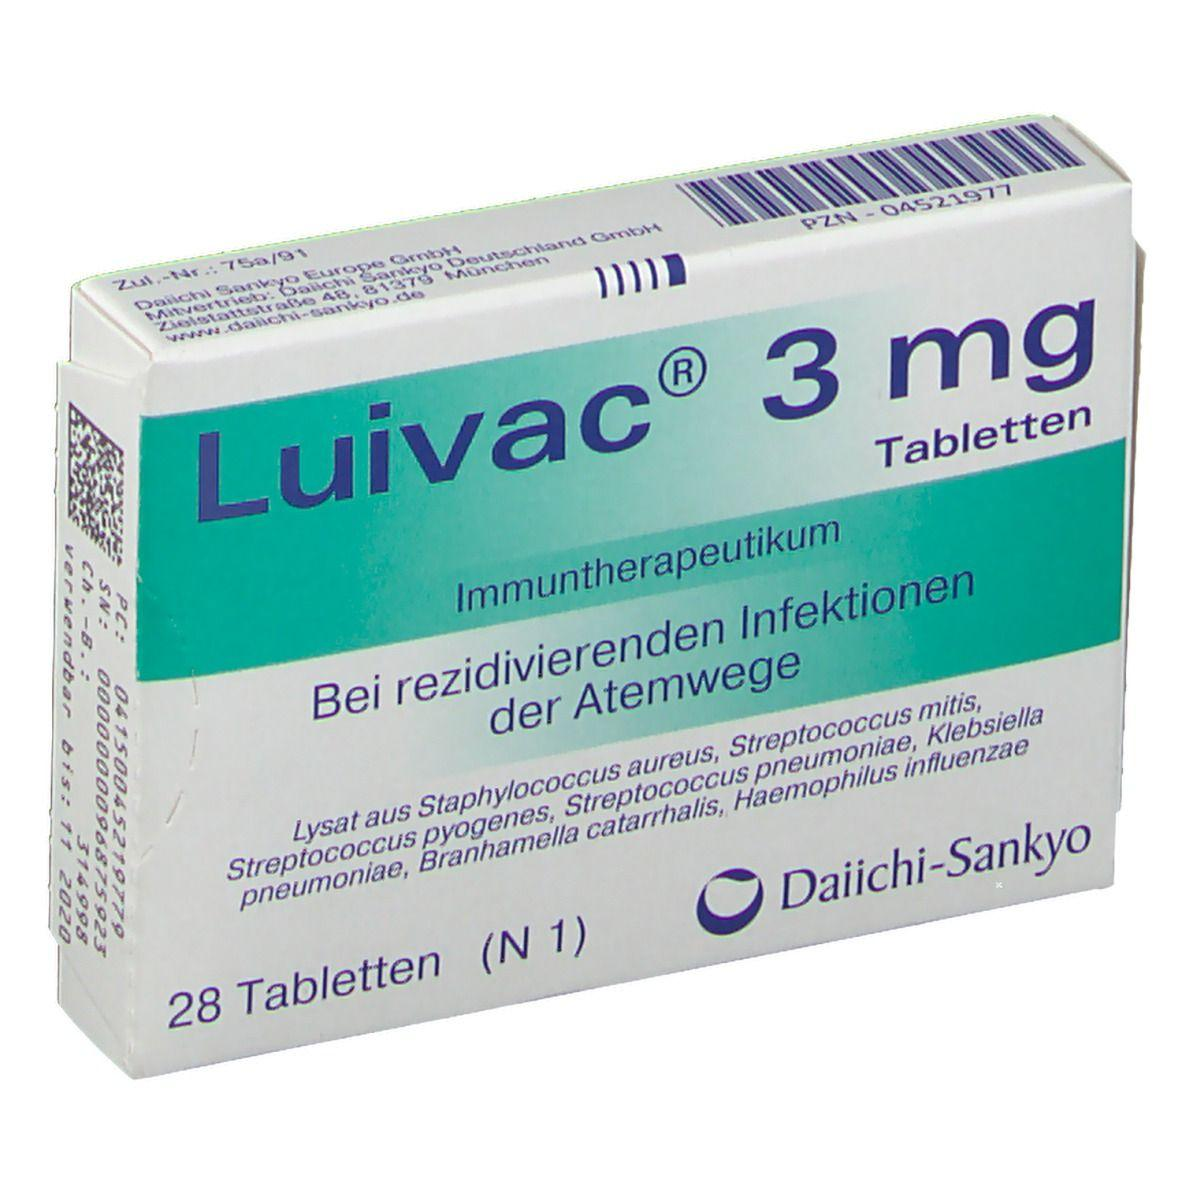 Zul.-Nr.: 75a/91
Daiichi Sankyo Europe GmbH
Mitvertrieb: Daiichi Sankyo Deutschland GmbH
Zielstattstraße 48, 81379 München
www.daiichi-sankyo.de
PZN - 04521977
Luivac® 3 mg
Tabletten
Immuntherapeutikum
Bei rezidivierenden Infektionen
der Atemwege
Lysat aus Staphylococcus aureus, Streptococcus mitis,
Streptococcus pyogenes, Streptococcus pneumoniae, Klebsiella
pneumoniae, Branhamella catarrhalis, Haemophilus influenzae
Daiichi-Sankyo
28 Tabletten (N 1)
PC: 04150045219779
SN: 0000000096875923
Ch.-B.: 314998
verwendbar bis: 11 2020